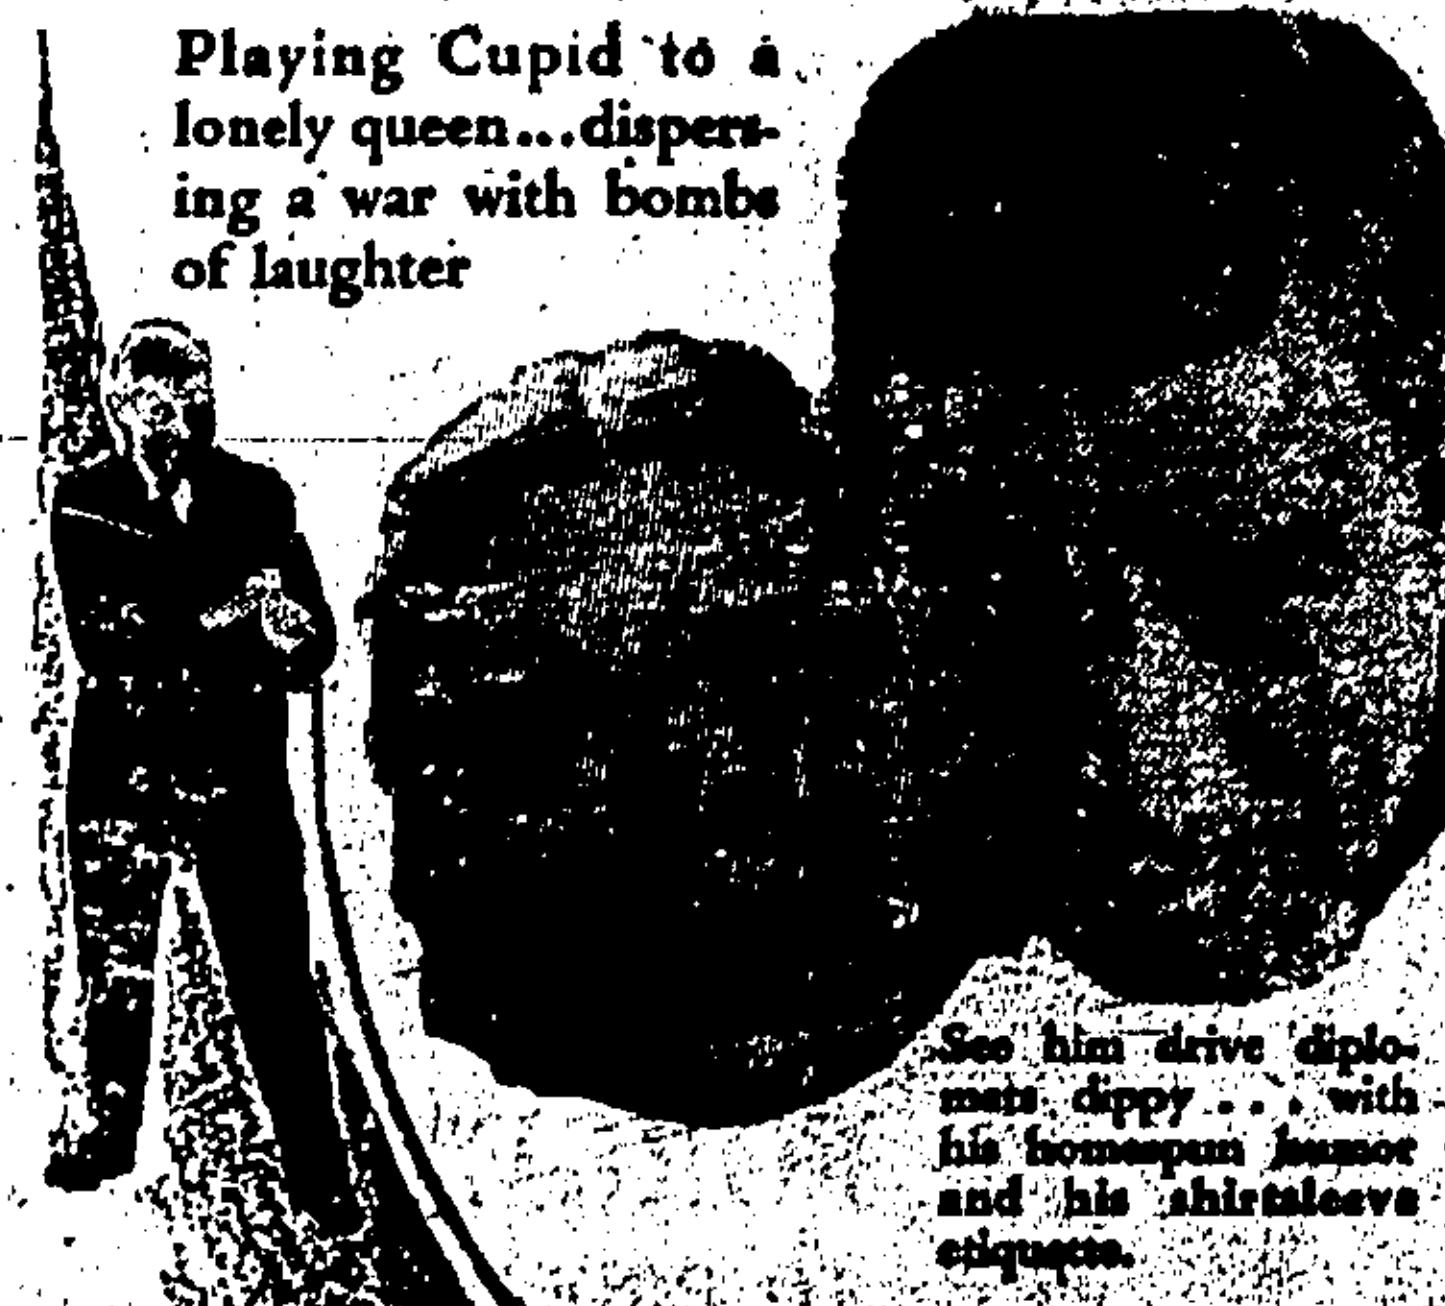 Playing Cupid to a
lonely queen...dispers-
ing a war with bombs
of laughter
See him drive diplo-
mats dippy . . . with
his homespun humor
and his shirtsleeve
etiquette.